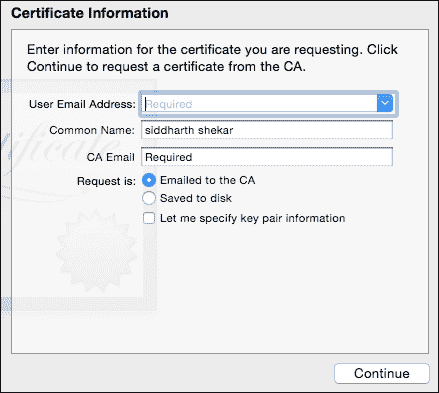 Certificate Information
Enter information for the certificate you are requesting. Click
Continue to request a certificate from the CA.
User Email Address: Required
Common Name: siddharth shekar
CA Email Required
Request is: Emailed to the CA
Saved to disk
Let me specify key pair information
Continue